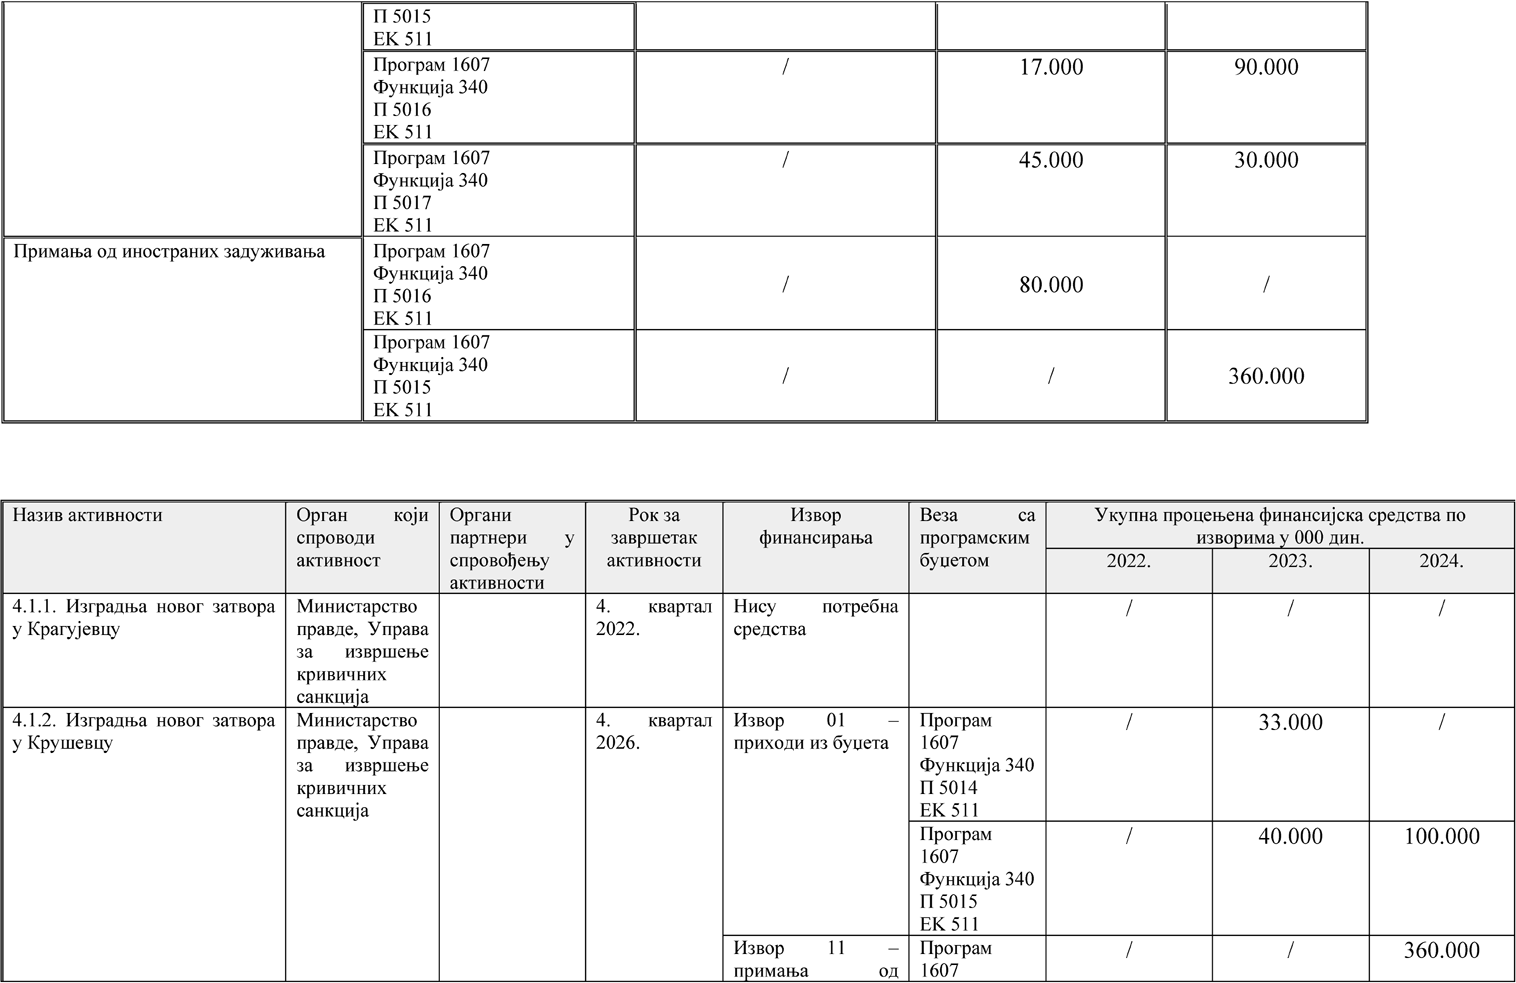 П 5015
ЕК 511
Програм 1607
Функција 340
П 5016
ЕК 511
/
17.000
90.000
Програм 1607
Функција 340
П 5017
ЕК 511
/
45.000
30.000
Примања од иностраних задуживања
Програм 1607
Функција 340
П 5016
ЕК 511
/
80.000
/
Програм 1607
Функција 340
П 5015
ЕК 511
/
/
360.000
Назив активности
Орган који
спроводи
активност
Органи
партнери у
спровођењу
активности
Рок за
завршетак
активности
Извор
финансирања
Веза са
програмским
буџетом
Укупна процењена финансијска средства по
изворима у 000 дин.
2022.
2023.
2024.
4.1.1. Изградња новог затвора
у Крагујевцу
Министарство
правде, Управа
за извршење
кривичних
санкција
4. квартал
2022.
Нису потребна
средства
/
/
/
4.1.2. Изградња новог затвора
у Крушевцу
Министарство
правде, Управа
за извршење
кривичних
санкција
4. квартал
2026.
Извор 01 –
приходи из буџета
Програм
1607
Функција 340
П 5014
ЕК 511
/
33.000
/
Програм
1607
Функција 340
П 5015
ЕК 511
/
40.000
100.000
Извор 11 –
примања од
Програм
1607
/
/
360.000